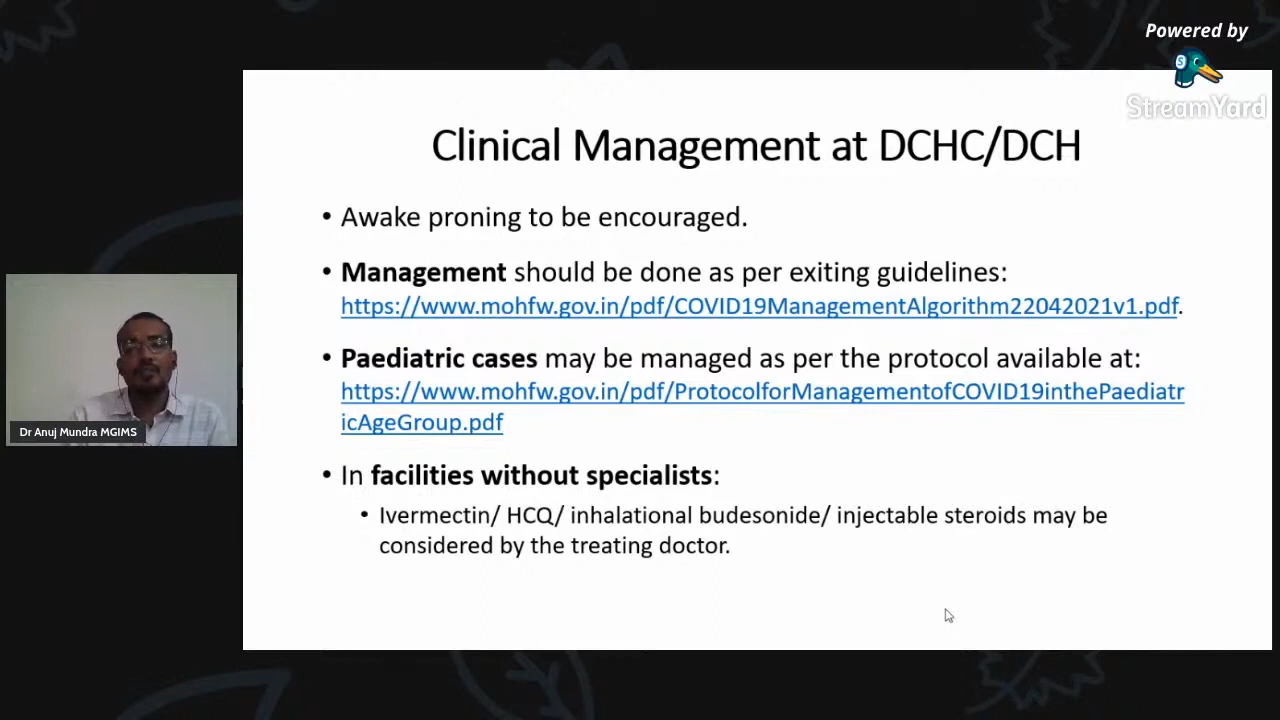 Powered by
StreamYard
Clinical Management at DCHC/DCH
• Awake proning to be encouraged.
• Management should be done as per exiting guidelines:
https://www.mohfw.gov.in/pdf/COVID19ManagementAlgorithm22042021v1.pdf.
• Paediatric cases may be managed as per the protocol available at:
https://www.mohfw.gov.in/pdf/ProtocolforManagementofCOVID19inthePaediatr
icAgeGroup.pdf
• In facilities without specialists:
• Ivermectin/ HCQ/ inhalational budesonide/ injectable steroids may be
considered by the treating doctor.
Dr Anuj Mundra MGIMS